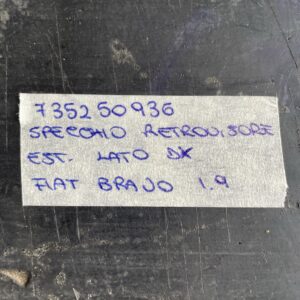 735250936
SPECCHIO RETROVISORE
EST. LATO DX
FIAT BRAVO 1.9